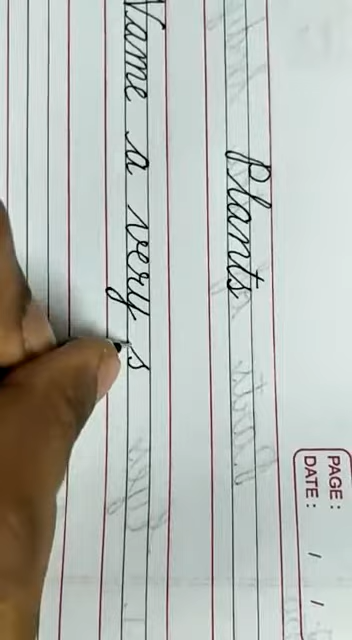 PAGE :
DATE : / /
Plants
Name a very s